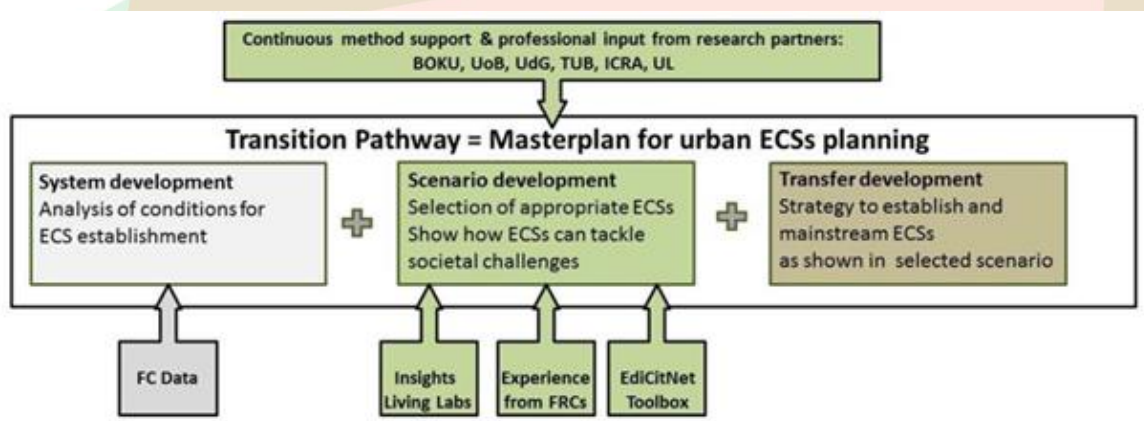 Continuous method support & professional input from research partners:
BOKU, UoB, UdG, TUB, ICRA, UL
Transition Pathway = Masterplan for urban ECSs planning
System development
Analysis of conditions for
ECS establishment
Scenario development
Selection of appropriate ECSs
Show how ECSs can tackle
societal challenges
Transfer development
Strategy to establish and
mainstream ECSs
as shown in selected scenario
FC Data
Insights
Living Labs
Experience
from FRCs
EdiCitNet
Toolbox